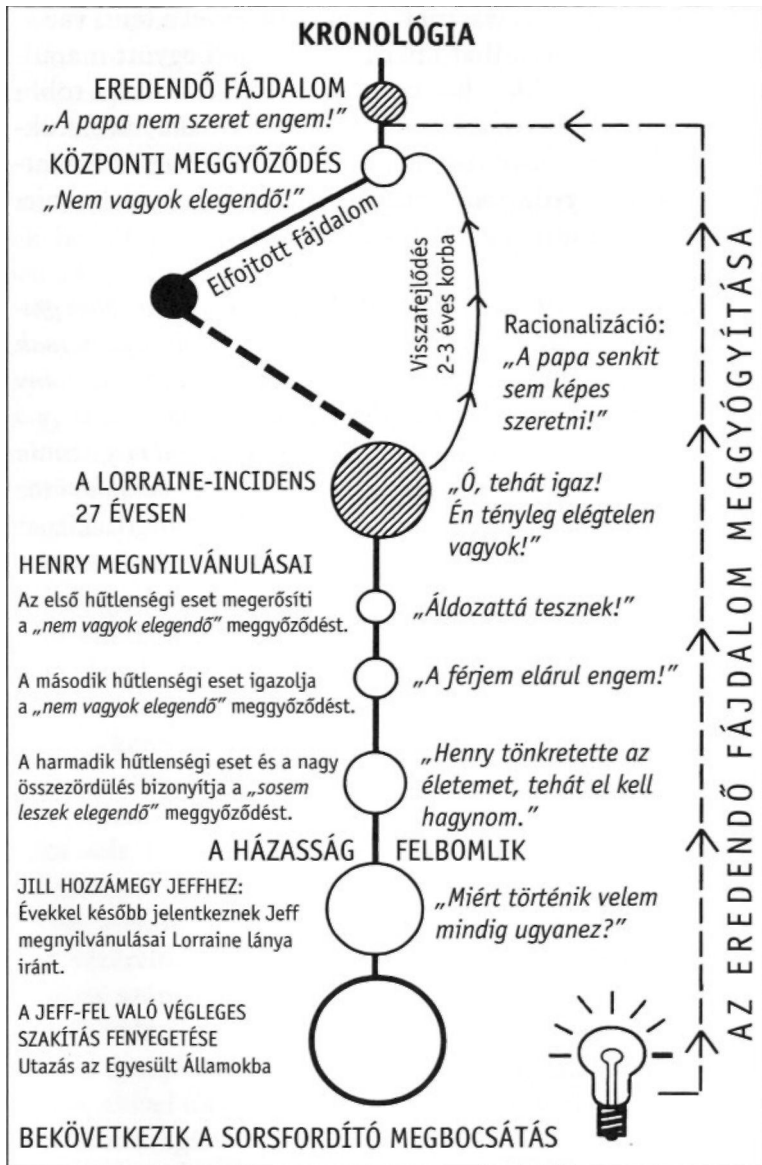 KRONOLÓGIA
EREDENDŐ FÁJDALOM
„A papa nem szeret engem!”
KÖZPONTI MEGGYŐZŐDÉS
„Nem vagyok elegendő!”
Elfojtott fájdalom
Visszafejlődés
2-3 éves korba
Racionalizáció:
„A papa senkit
sem képes
szeretni!”
A LORRAINE-INCIDENS
27 ÉVESEN
„Ó, tehát igaz!
Én tényleg elégtelen
vagyok!”
HENRY MEGNYILVÁNULÁSAI
Az első hűtlenségi eset megerősíti
a „nem vagyok elegendő” meggyőződést.
„Áldozattá tesznek!”
A második hűtlenségi eset igazolja
a „nem vagyok elegendő” meggyőződést.
„A férjem elárul engem!”
A harmadik hűtlenségi eset és a nagy
összezördülés bizonyítja a „sosem
leszek elegendő” meggyőződést.
„Henry tönkretette az
életemet, tehát el kell
hagynom.”
A HÁZASSÁG FELBOMLIK
JILL HOZZÁMEGY JEFFHEZ:
Évekkel később jelentkeznek Jeff
megnyilvánulásai Lorraine lánya
iránt.
„Miért történik velem
mindig ugyanez?”
A JEFF-FEL VALÓ VÉGLEGES
SZAKÍTÁS FENYEGETÉSE
Utazás az Egyesült Államokba
BEKÖVETKEZIK A SORSFORDÍTÓ MEGBOCSÁTÁS
AZ EREDENDŐ FÁJDALOM MEGGYÓGYÍTÁSA